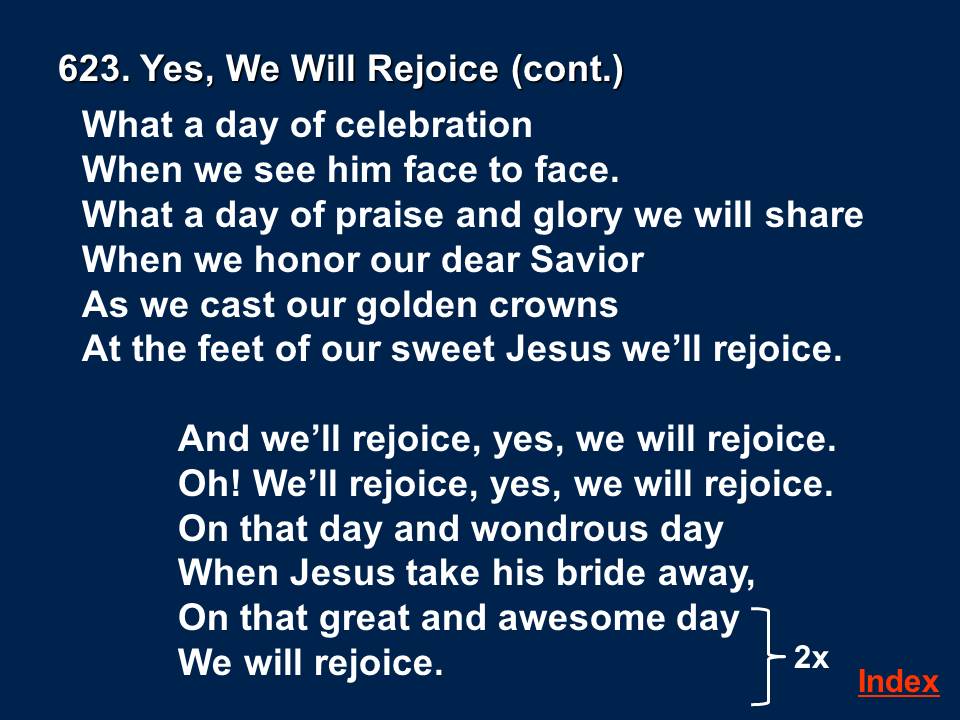 623. Yes, We Will Rejoice (cont.)
What a day of celebration
When we see him face to face.
What a day of praise and glory we will share
When we honor our dear Savior
As we cast our golden crowns
At the feet of our sweet Jesus we’ll rejoice.
And we’ll rejoice, yes, we will rejoice.
Oh! We’ll rejoice, yes, we will rejoice.
On that day and wondrous day
When Jesus take his bride away,
On that great and awesome day
We will rejoice.
2x
Index